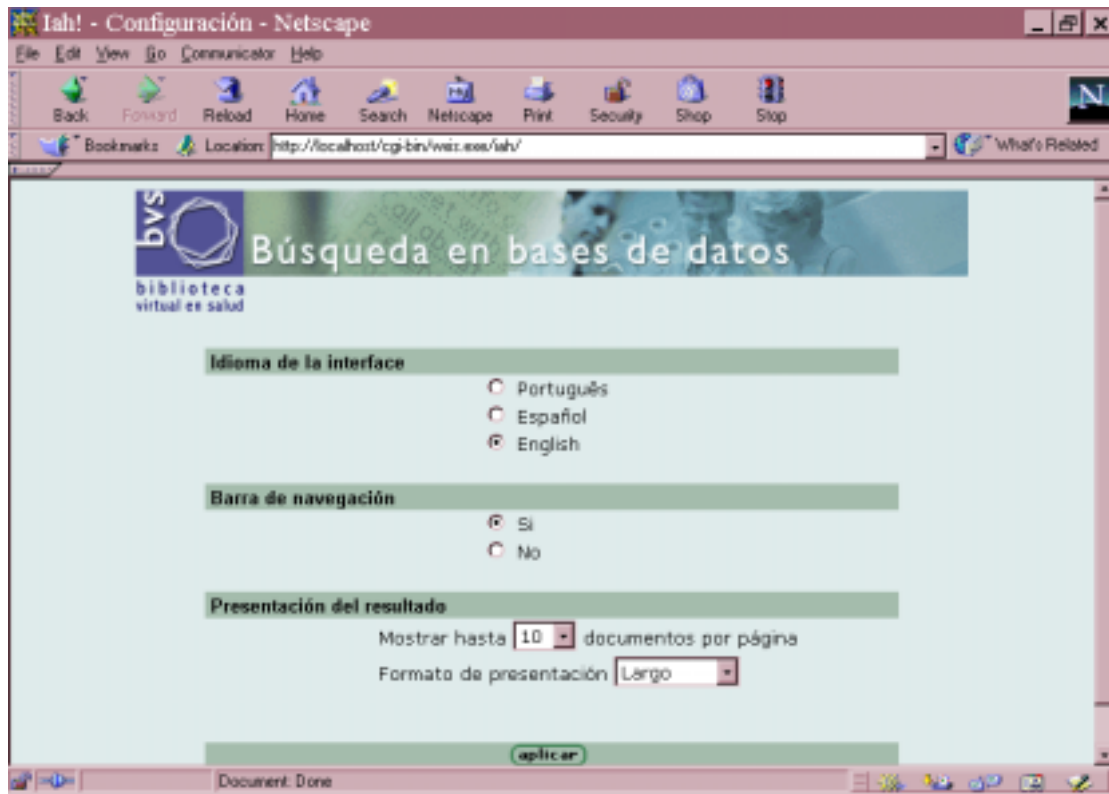 Iah! - Configuración - Netscape
File Edit View Go Communicator Help
Back Forward Reload Home Search Netscape Print Security Shop Stop
Bookmarks Location: http://localhost/cgi-bin/wxis.exe/iah/ What's Related
bvs
Búsqueda en bases de datos
biblioteca
virtual en salud
Idioma de la interface
Português
Español
English
Barra de navegación
Si
No
Presentación del resultado
Mostrar hasta 10 documentos por página
Formato de presentación Largo
aplicar
Document: Done